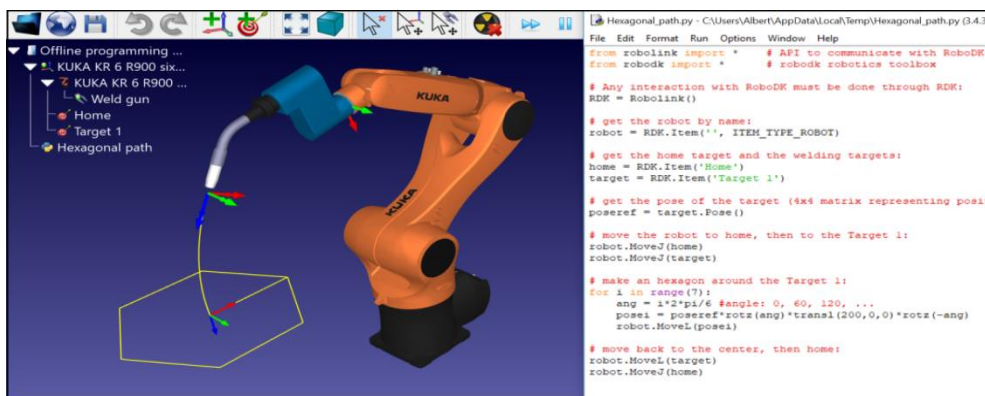 Offline programming ...
KUKA KR 6 R900 six...
KUKA KR 6 R900 ...
Weld gun
Home
Target 1
Hexagonal path
KUKA
KUKA
Hexagonal_path.py - C:\Users\Albert\AppData\Local\Temp\Hexagonal_path.py (3.4.3
File Edit Format Run Options Window Help
from robolink import *    # API to communicate with RoboDK
from robodk import *      # robodk robotics toolbox
# Any interaction with RoboDK must be done through RDK:
RDK = Robolink()
# get the robot by name:
robot = RDK.Item('', ITEM_TYPE_ROBOT)
# get the home target and the welding targets:
home = RDK.Item('Home')
target = RDK.Item('Target 1')
# get the pose of the target (4x4 matrix representing posi
poseref = target.Pose()
# move the robot to home, then to the Target 1:
robot.MoveJ(home)
robot.MoveJ(target)
# make an hexagon around the Target 1:
for i in range(7):
    ang = i*2*pi/6 #angle: 0, 60, 120, ...
    posei = poseref*rotz(ang)*transl(200,0,0)*rotz(-ang)
    robot.MoveL(posei)
# move back to the center, then home:
robot.MoveL(target)
robot.MoveJ(home)